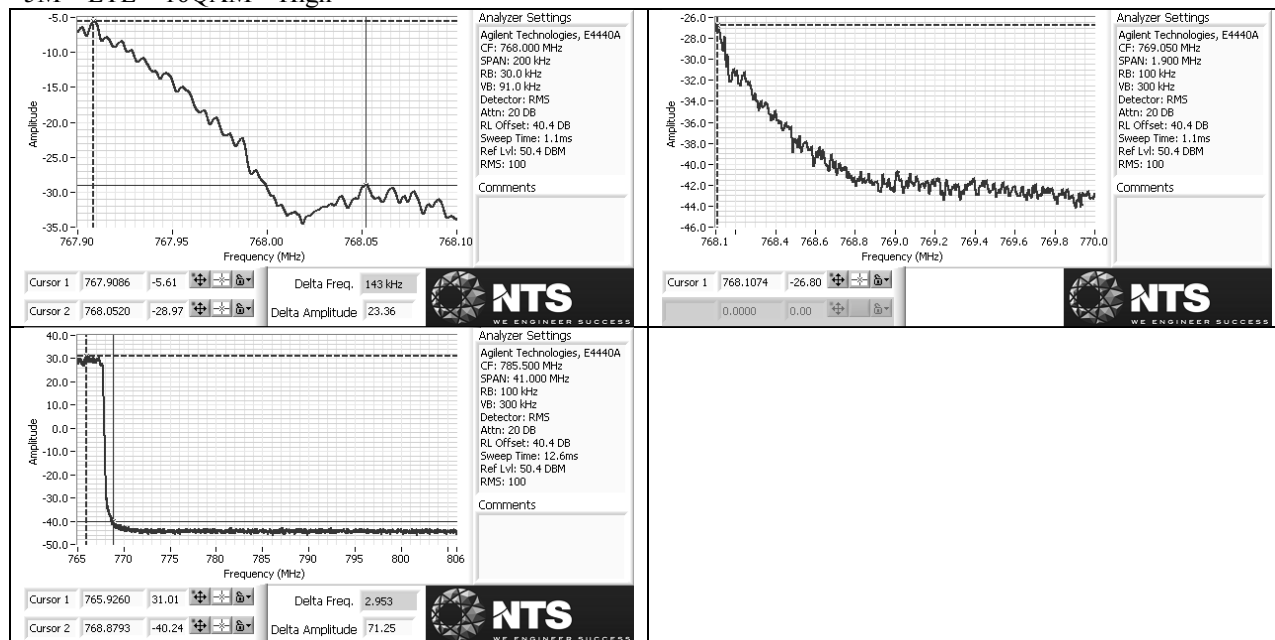 5M – LTE – 16QAM – High
-5.0
-10.0
-15.0
-20.0
-25.0
-30.0
-35.0
Amplitude
767.90 767.95 768.00 768.05 768.10
Frequency (MHz)
Analyzer Settings
Agilent Technologies, E4440A
CF: 768.000 MHz
SPAN: 200 kHz
RB: 30.0 kHz
VB: 91.0 kHz
Detector: RMS
Attn: 20 DB
RL Offset: 40.4 DB
Sweep Time: 1.1ms
Ref Lvl: 50.4 DBM
RMS: 100
Comments
Cursor 1 767.9086 -5.61
Delta Freq. 143 kHz
Cursor 2 768.0520 -28.97
Delta Amplitude 23.36
NTS
WE ENGINEER SUCCESS
-26.0
-28.0
-30.0
-32.0
-34.0
-36.0
-38.0
-40.0
-42.0
-44.0
-46.0
Amplitude
768.1 768.4 768.6 768.8 769.0 769.2 769.4 769.6 769.8 770.0
Frequency (MHz)
Analyzer Settings
Agilent Technologies, E4440A
CF: 769.050 MHz
SPAN: 1.900 MHz
RB: 100 kHz
VB: 300 kHz
Detector: RMS
Attn: 20 DB
RL Offset: 40.4 DB
Sweep Time: 1.1ms
Ref Lvl: 50.4 DBM
RMS: 100
Comments
Cursor 1 768.1074 -26.80
0.0000 0.00
NTS
WE ENGINEER SUCCESS
40.0
30.0
20.0
10.0
0.0
-10.0
-20.0
-30.0
-40.0
-50.0
Amplitude
765 770 775 780 785 790 795 800 806
Frequency (MHz)
Analyzer Settings
Agilent Technologies, E4440A
CF: 785.500 MHz
SPAN: 41.000 MHz
RB: 100 kHz
VB: 300 kHz
Detector: RMS
Attn: 20 DB
RL Offset: 40.4 DB
Sweep Time: 12.6ms
Ref Lvl: 50.4 DBM
RMS: 100
Comments
Cursor 1 765.9260 31.01
Delta Freq. 2.953
Cursor 2 768.8793 -40.24
Delta Amplitude 71.25
NTS
WE ENGINEER SUCCESS